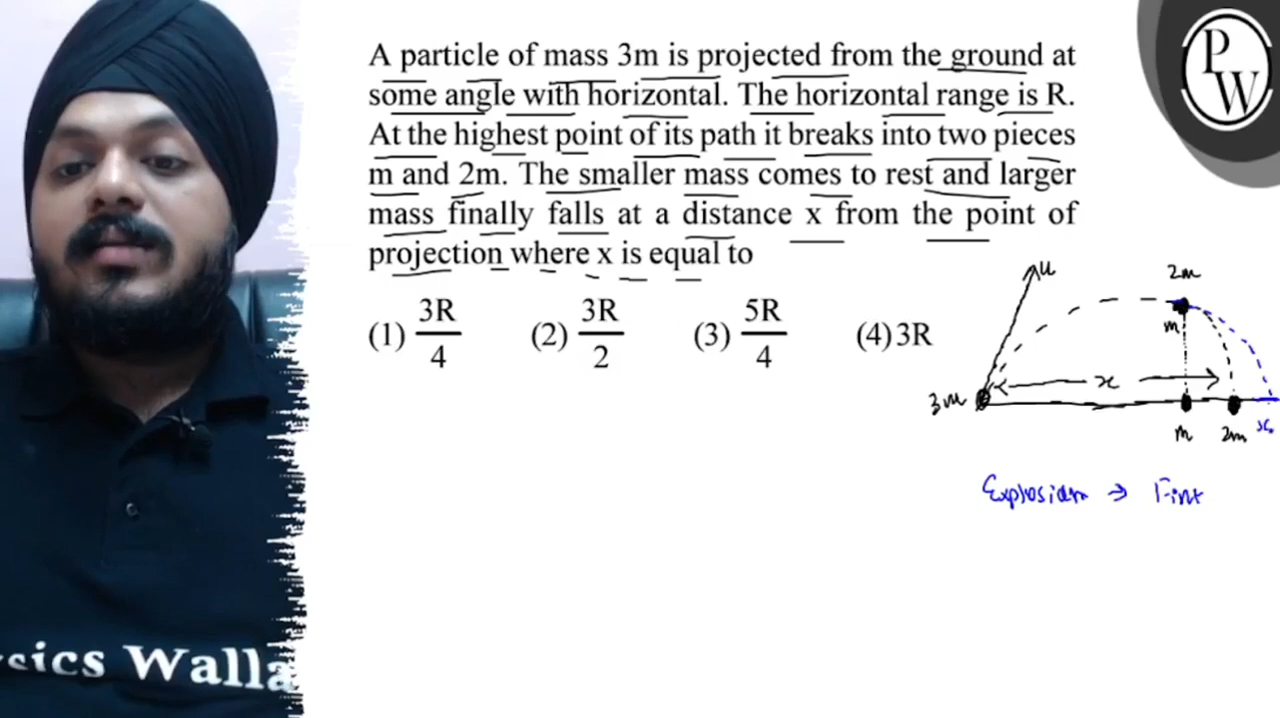 A particle of mass 3m is projected from the ground at
some angle with horizontal. The horizontal range is R.
At the highest point of its path it breaks into two pieces
m and 2m. The smaller mass comes to rest and larger
mass finally falls at a distance x from the point of
projection where x is equal to
(1) 3R/4 (2) 3R/2 (3) 5R/4 (4) 3R
P
W
u
2m
m
x
3m
m 2m
Explosion → Fint
sics Walla